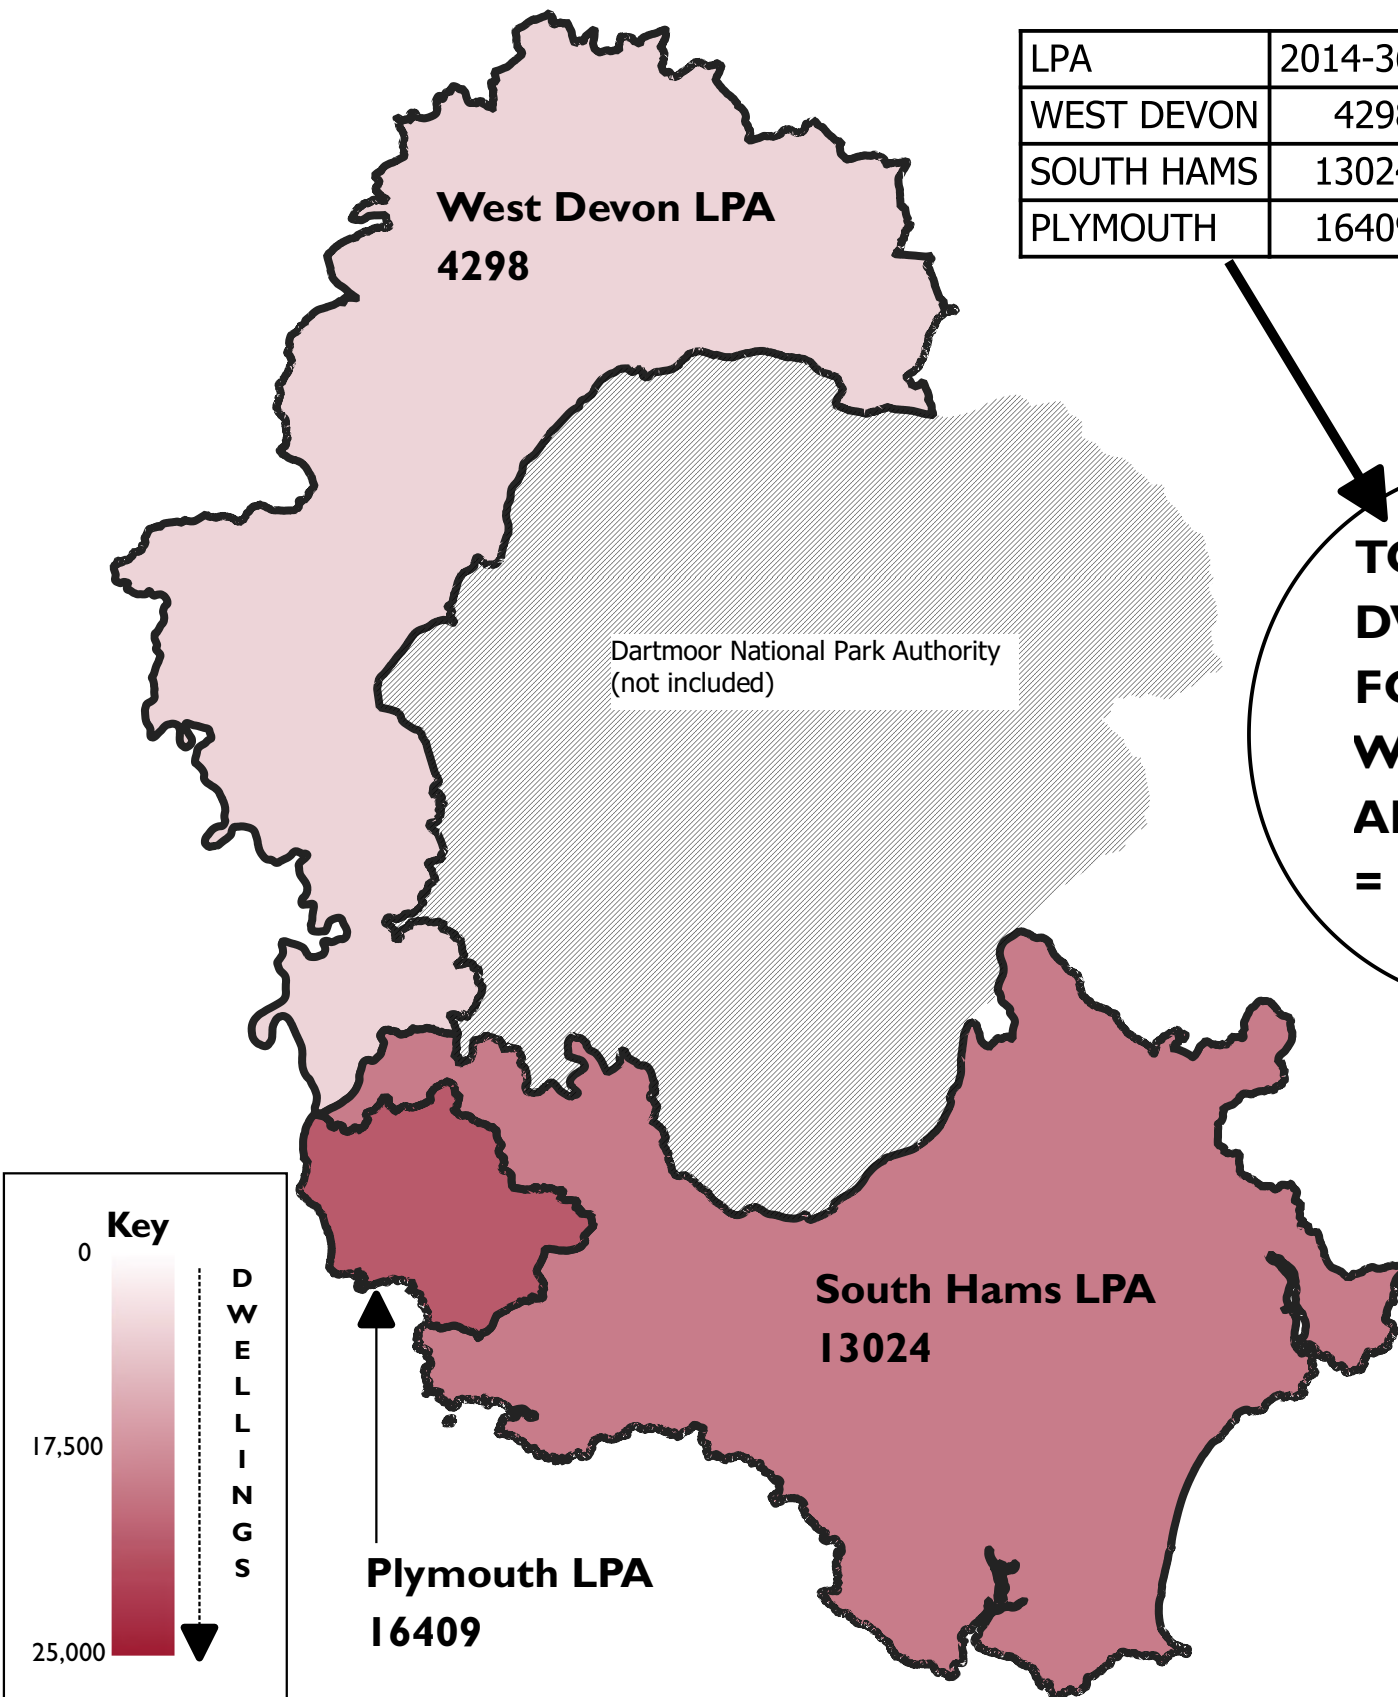 LPA
WEST DEVON
SOUTH HAMS
PLYMOUTH
West Devon LPA
4298
Dartmoor National Park Authority
(not included)
=
South Hams LPA
13024
Plymouth LPA
16409
Key
0
17,500
25,000
DWELLINGS